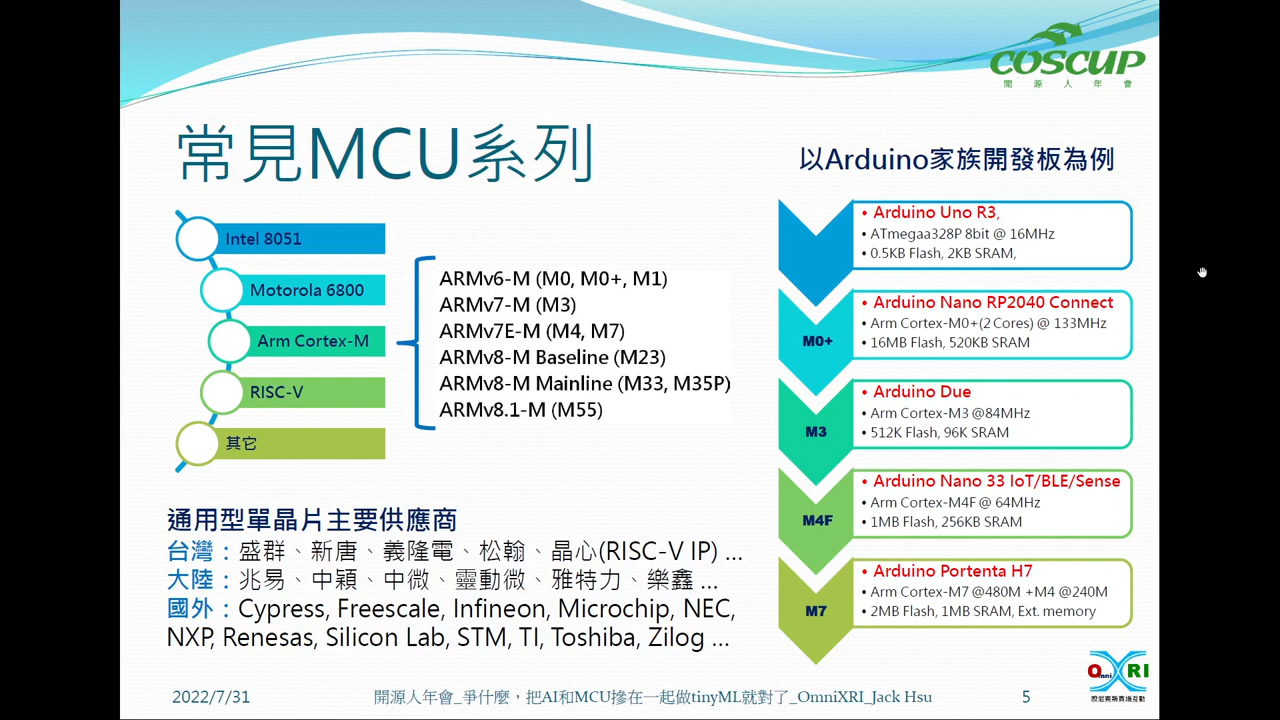 COSCUP
開源人年會
常見MCU系列
以Arduino家族開發板為例
Intel 8051
Motorola 6800
Arm Cortex-M
RISC-V
其它
ARMv6-M (M0, M0+, M1)
ARMv7-M (M3)
ARMv7E-M (M4, M7)
ARMv8-M Baseline (M23)
ARMv8-M Mainline (M33, M35P)
ARMv8.1-M (M55)
• Arduino Uno R3,
• ATmegaa328P 8bit @ 16MHz
• 0.5KB Flash, 2KB SRAM,
M0+
• Arduino Nano RP2040 Connect
• Arm Cortex-M0+(2 Cores) @ 133MHz
• 16MB Flash, 520KB SRAM
M3
• Arduino Due
• Arm Cortex-M3 @84MHz
• 512K Flash, 96K SRAM
M4F
• Arduino Nano 33 IoT/BLE/Sense
• Arm Cortex-M4F @ 64MHz
• 1MB Flash, 256KB SRAM
M7
• Arduino Portenta H7
• Arm Cortex-M7 @480M +M4 @240M
• 2MB Flash, 1MB SRAM, Ext. memory
通用型單晶片主要供應商
台灣：盛群、新唐、義隆電、松翰、晶心(RISC-V IP) ...
大陸：兆易、中穎、中微、靈動微、雅特力、樂鑫 ...
國外：Cypress, Freescale, Infineon, Microchip, NEC,
NXP, Renesas, Silicon Lab, STM, TI, Toshiba, Zilog ...
2022/7/31
開源人年會_爭什麼，把AI和MCU摻在一起做tinyML就對了_OmniXRI_Jack Hsu
5
OmniXRI